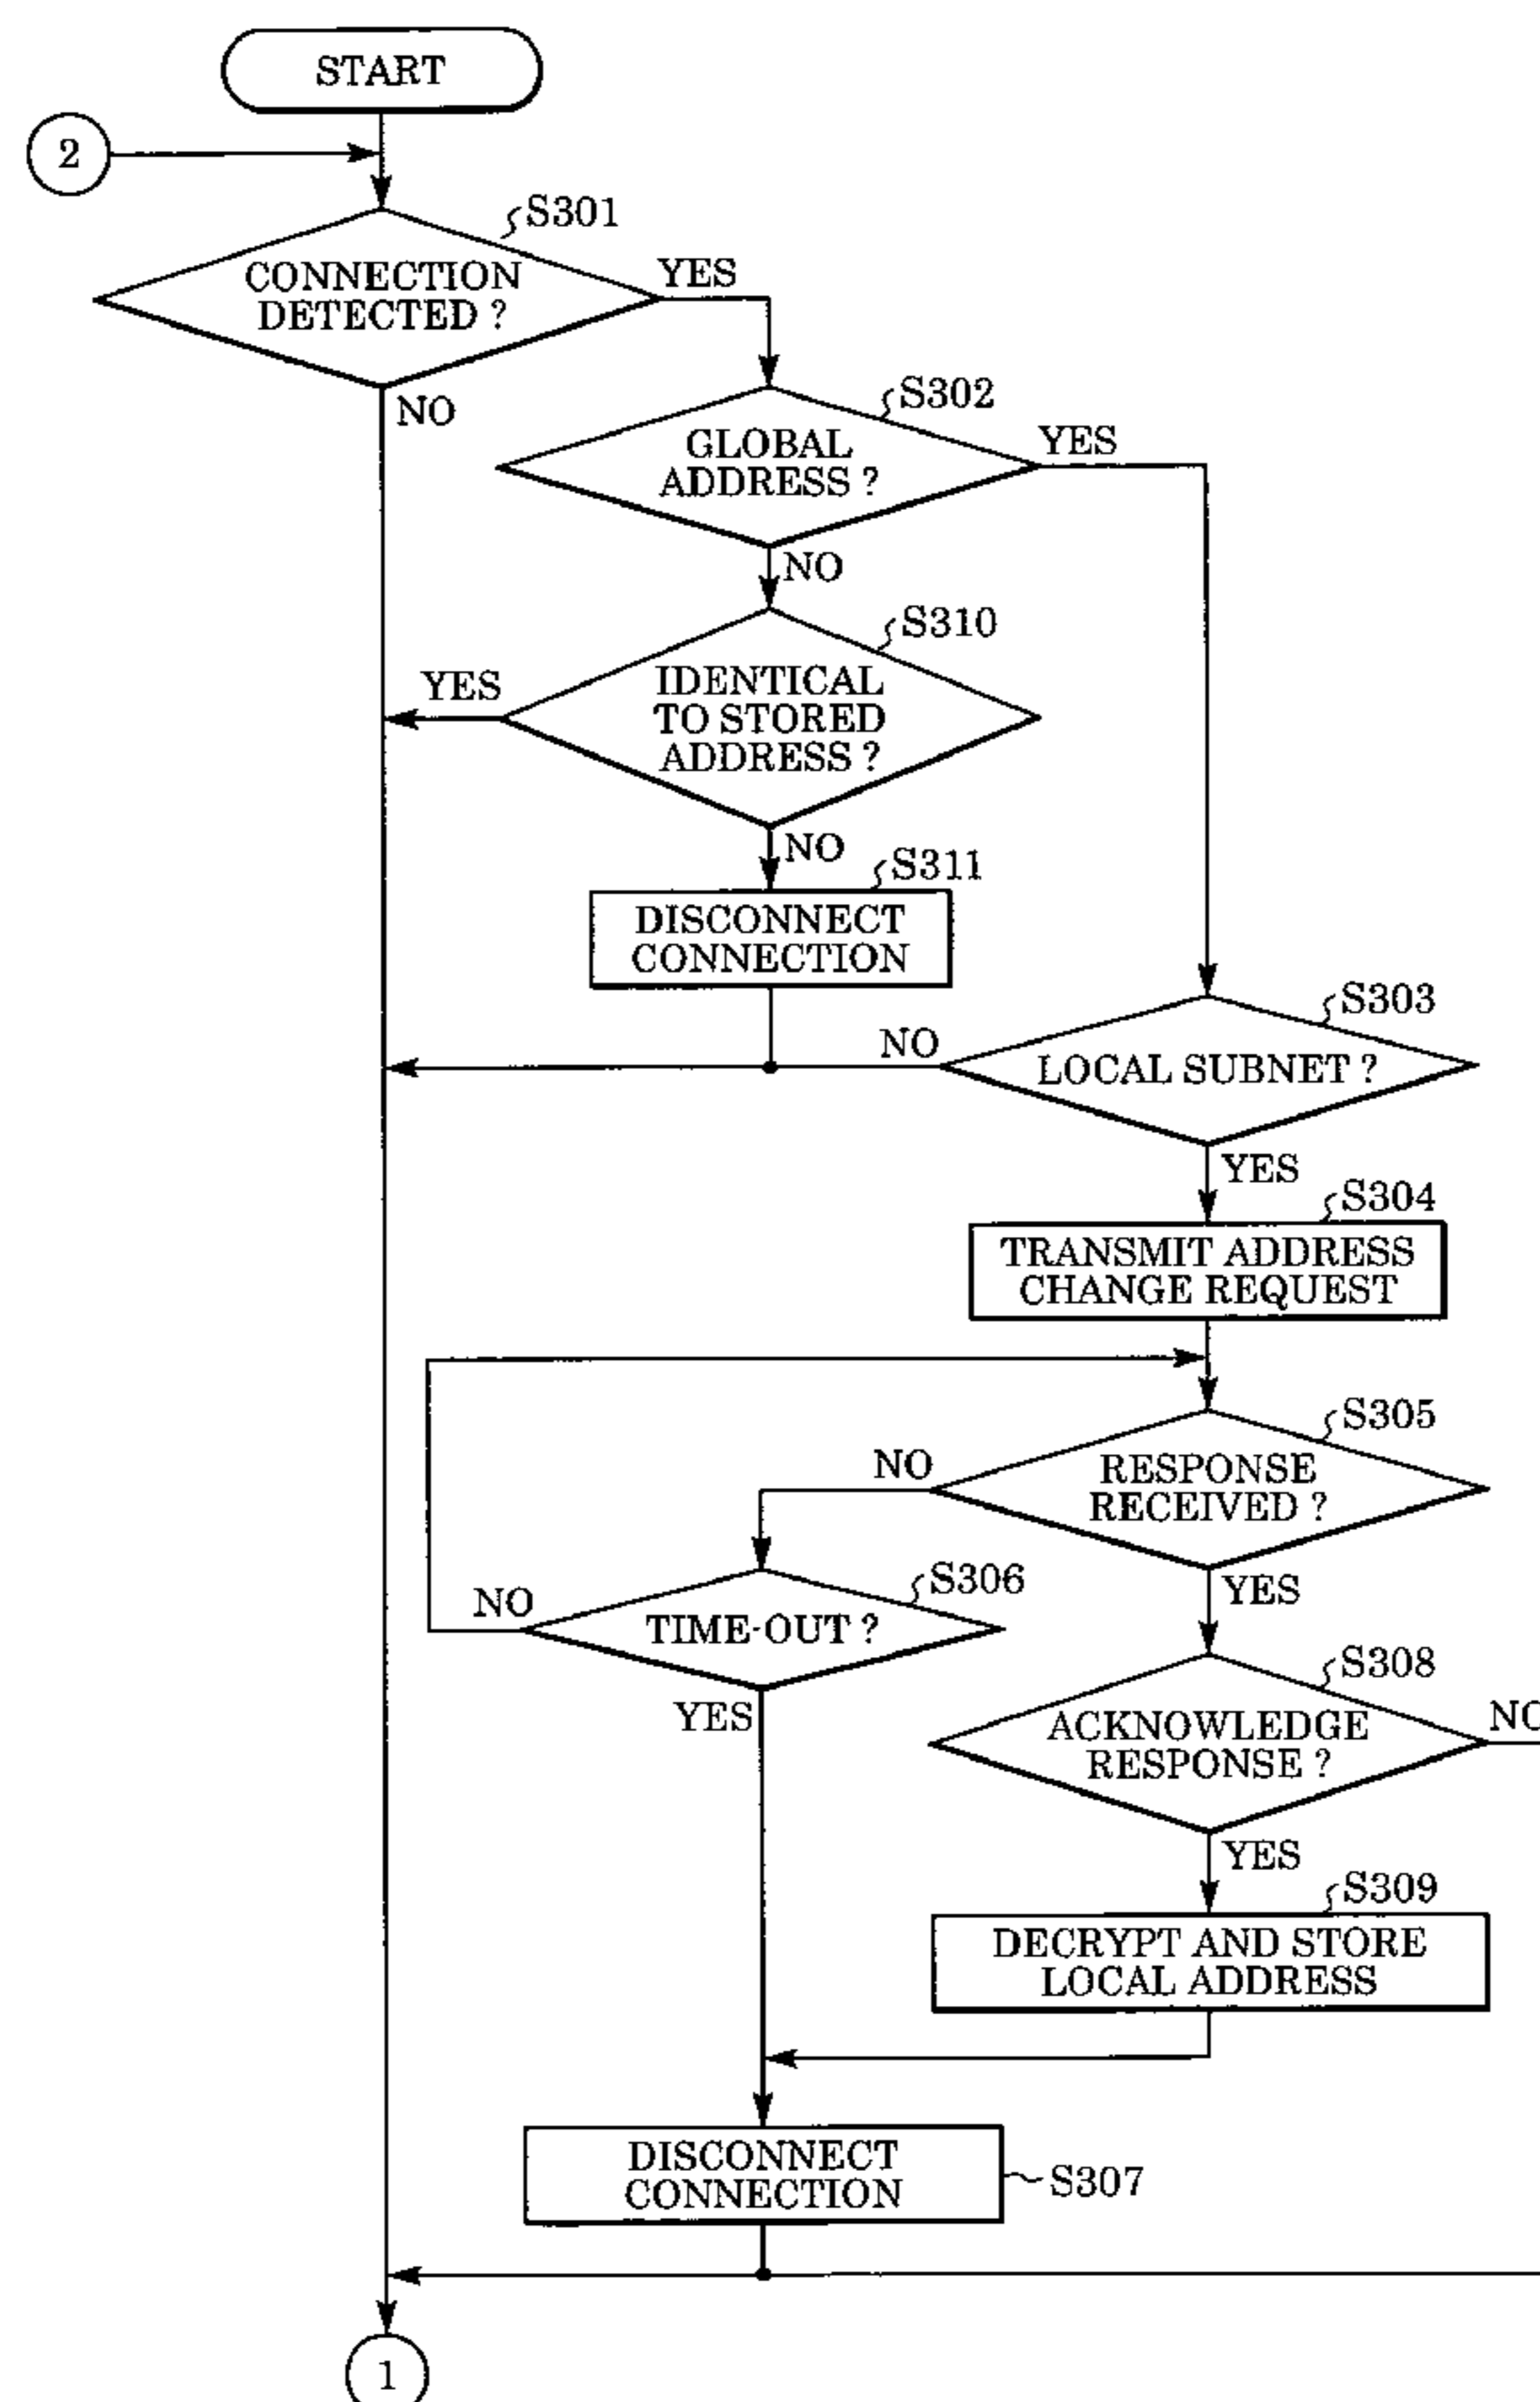 START
2
S301
CONNECTION
DETECTED ?
YES
NO
S302
GLOBAL
ADDRESS ?
YES
NO
S310
IDENTICAL
TO STORED
ADDRESS ?
YES
NO
S311
DISCONNECT
CONNECTION
S303
LOCAL SUBNET ?
NO
YES
S304
TRANSMIT ADDRESS
CHANGE REQUEST
S305
RESPONSE
RECEIVED ?
NO
YES
S306
TIME-OUT ?
NO
YES
S308
ACKNOWLEDGE
RESPONSE ?
NO
YES
S309
DECRYPT AND STORE
LOCAL ADDRESS
DISCONNECT
CONNECTION
S307
1